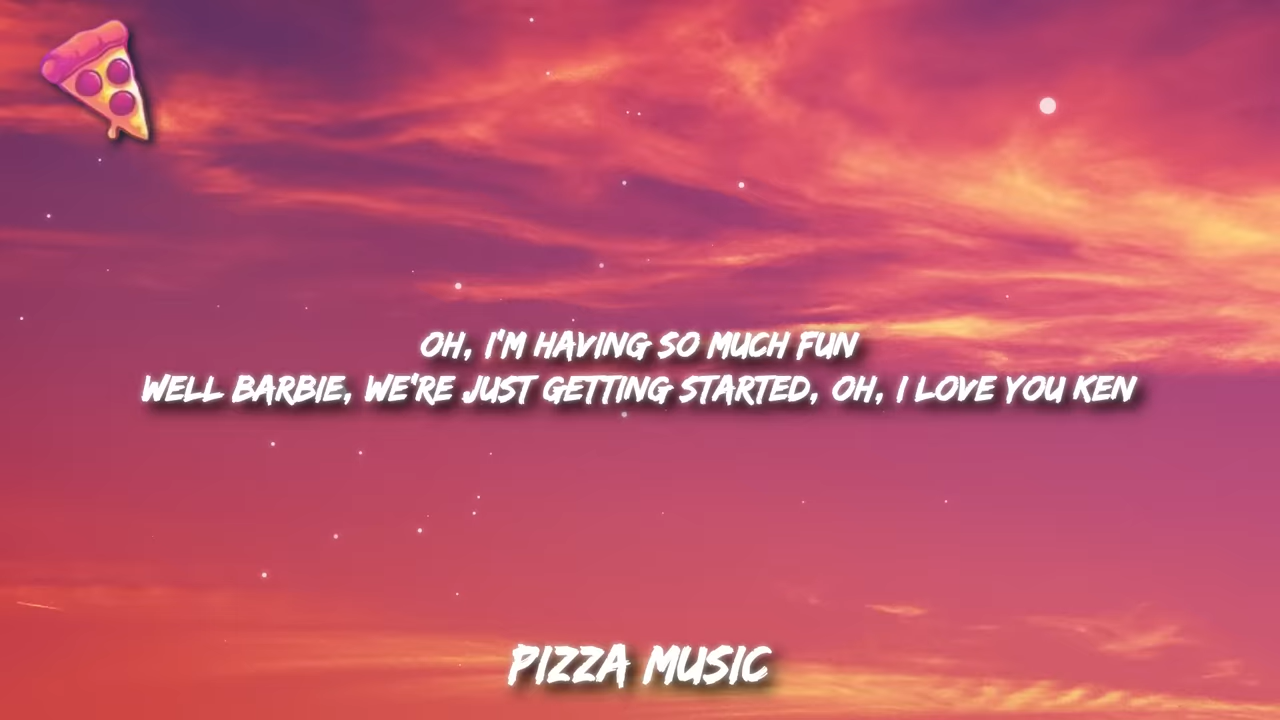 OH, I'M HAVING SO MUCH FUN
WELL BARBIE, WE'RE JUST GETTING STARTED, OH, I LOVE YOU KEN
PIZZA MUSIC